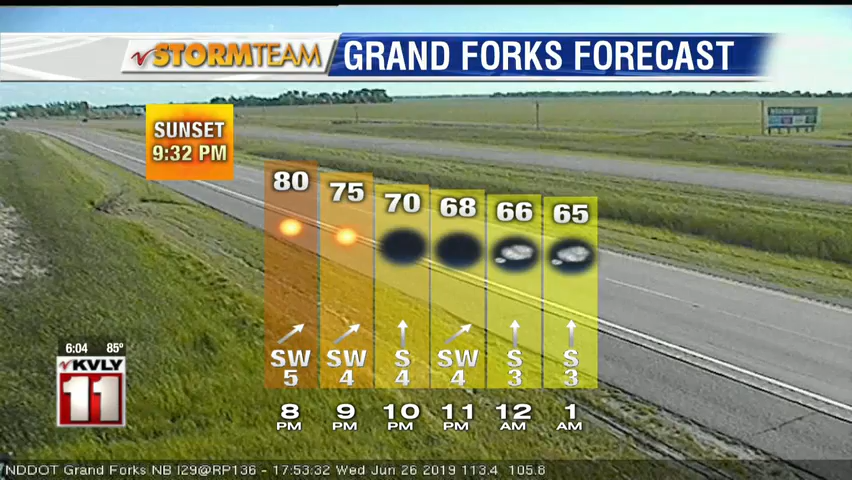 STORMTEAM GRAND FORKS FORECAST
SUNSET
9:32 PM
80 75 70 68 66 65
SW SW S SW S S
5 4 4 4 3 3
8 9 10 11 12 1
PM PM PM PM AM AM
6:04 85°
KVLY
11
NDDOT Grand Forks NB I29@RP136 - 17:53:32 Wed Jun 26 2019 113.4 105.8